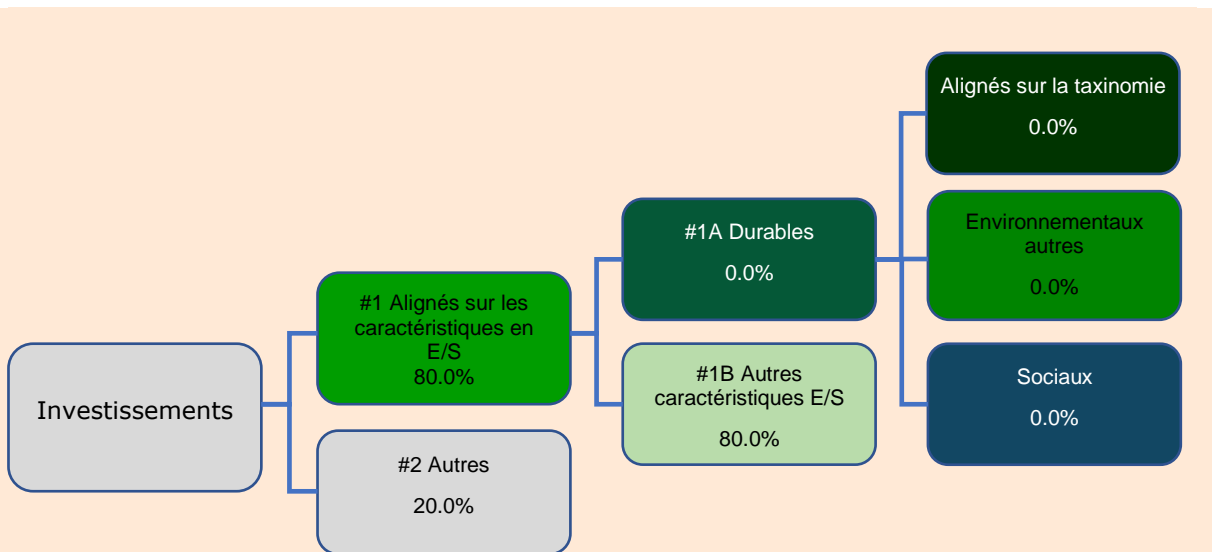 Investissements
#1 Alignés sur les
caractéristiques en
E/S
80.0%
#2 Autres
20.0%
#1A Durables
0.0%
#1B Autres
caractéristiques E/S
80.0%
Alignés sur la taxinomie
0.0%
Environnementaux
autres
0.0%
Sociaux
0.0%